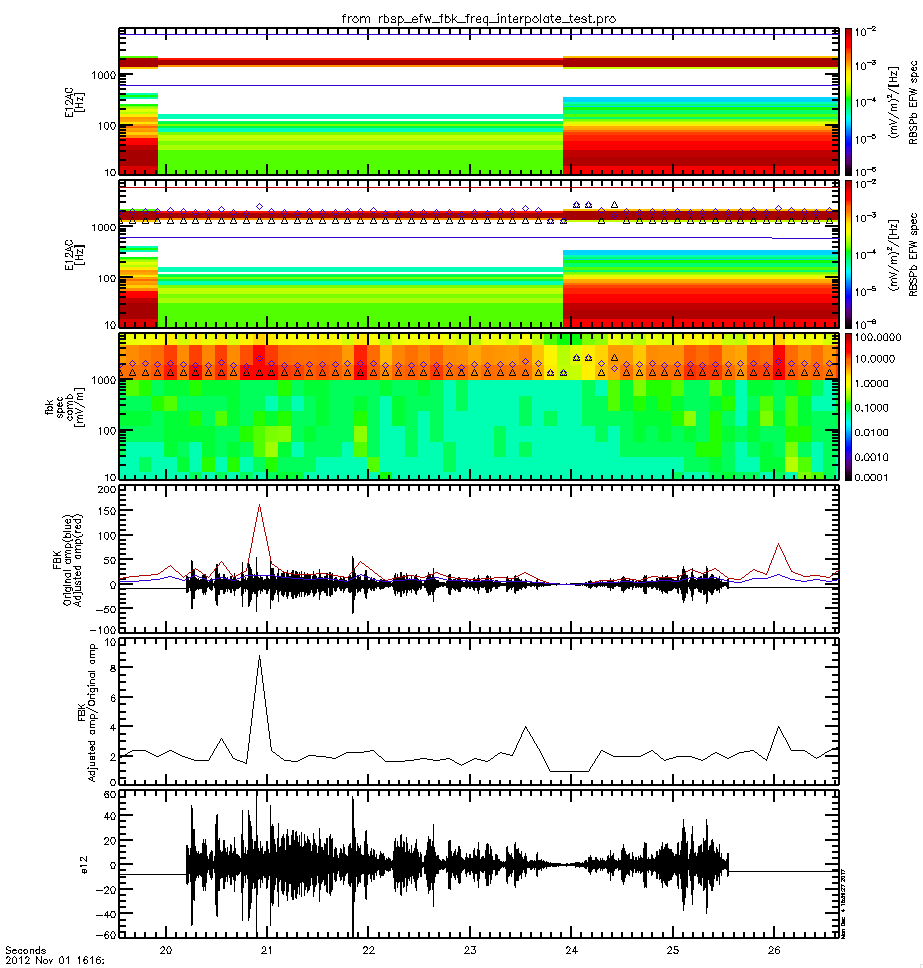 from rbsp_efw_fbk_freq_interpolate_test.pro
E12AC
[Hz]
1000
100
10
10⁻²
10⁻³
10⁻⁴
10⁻⁵
10⁻⁶
(mV/m)²/[Hz]
RBSPb EFW spec
E12AC
[Hz]
1000
100
10
10⁻²
10⁻³
10⁻⁴
10⁻⁵
10⁻⁶
(mV/m)²/[Hz]
RBSPb EFW spec
fbk
spec
comb
[mV/m]
1000
100
10
100.0000
10.0000
1.0000
0.1000
0.0100
0.0010
0.0001
FBK
Original amp(blue)
Adjusted amp(red)
200
150
100
50
0
-50
-100
FBK
Adjusted amp/Original amp
10
8
6
4
2
0
e12
60
40
20
0
-20
-40
-60
20 21 22 23 24 25 26
Seconds
2012 Nov 01 1616: